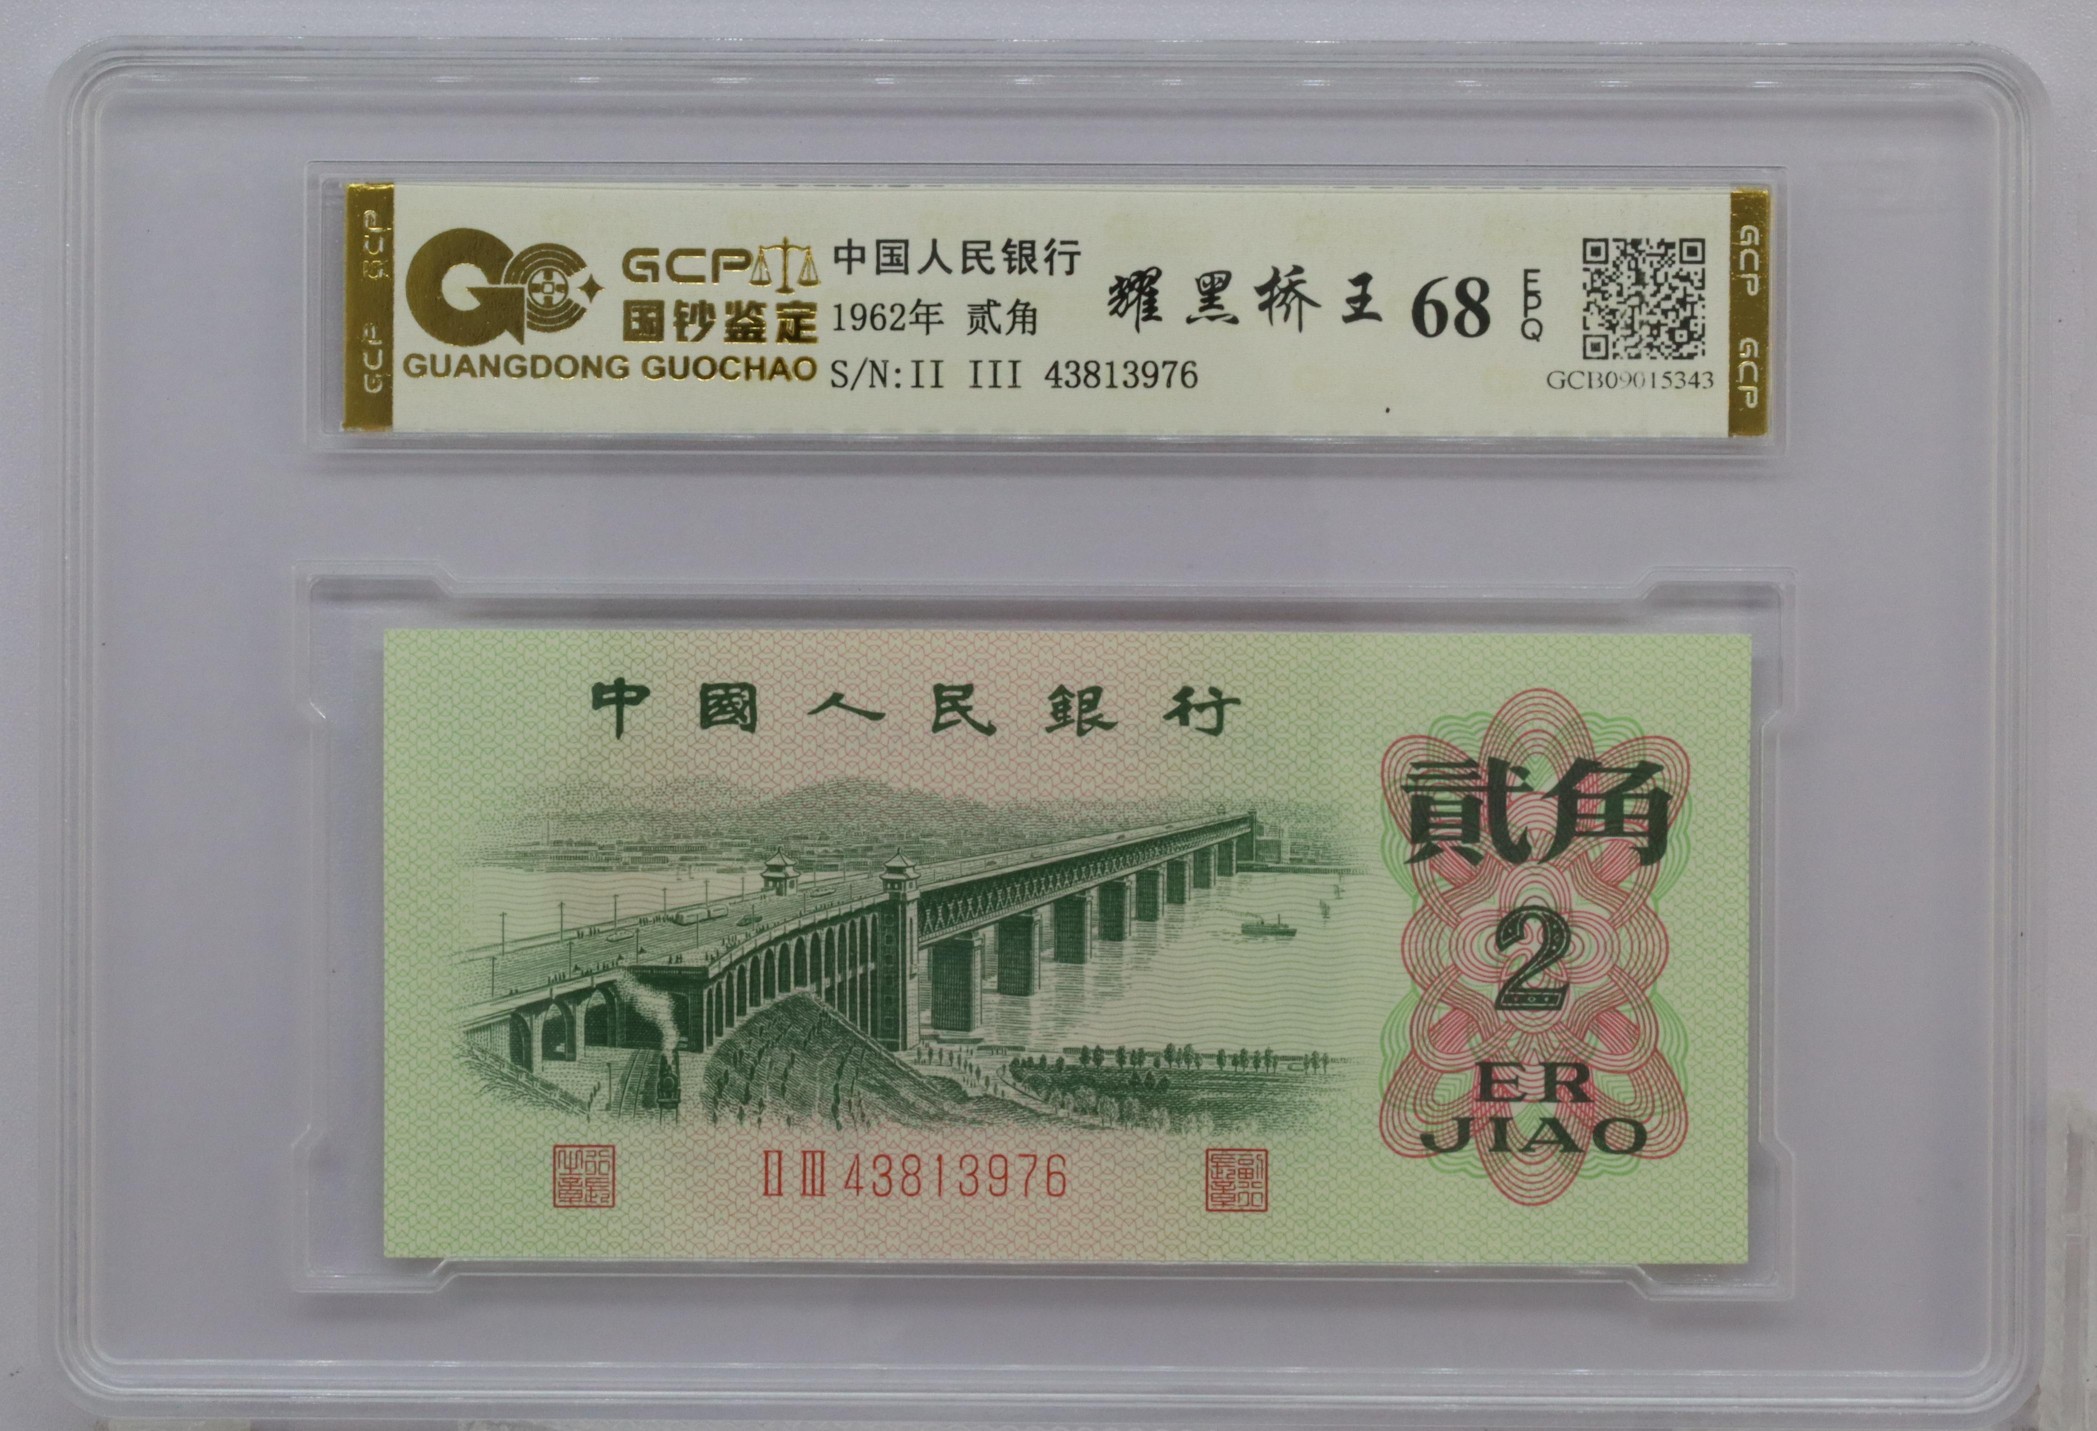 GCP
国钞鉴定
GUANGDONG GUOCHAO
中国人民银行
1962年 贰角
S/N:II III 43813976
耀黑桥王 68 EPQ
GCB09015343
GCP GCP
中國人民銀行
貳角
2
ER
JIAO
II III 43813976